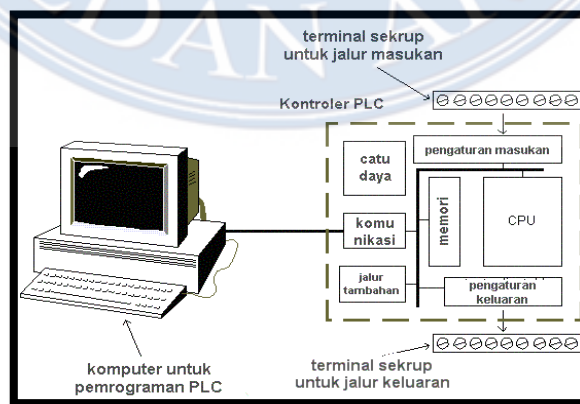 DAN A
terminal sekrup
untuk jalur masukan
Kontroler PLC
pengaturan masukan
catu
daya
memori
CPU
komu
nikasi
jalur
tambahan
pengaturan
keluaran
komputer untuk
pemrograman PLC
terminal sekrup
untuk jalur keluaran